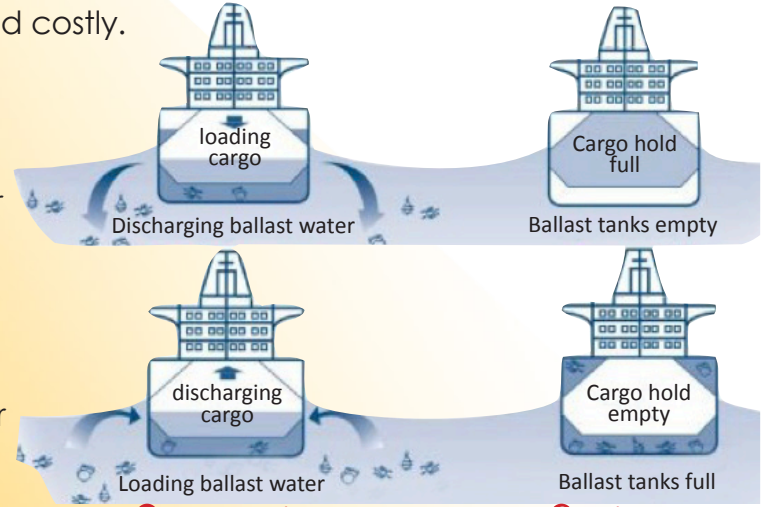 d costly.
loading
cargo
Cargo hold
full
Discharging ballast water
Ballast tanks empty
discharging
cargo
Cargo hold
empty
Loading ballast water
Ballast tanks full